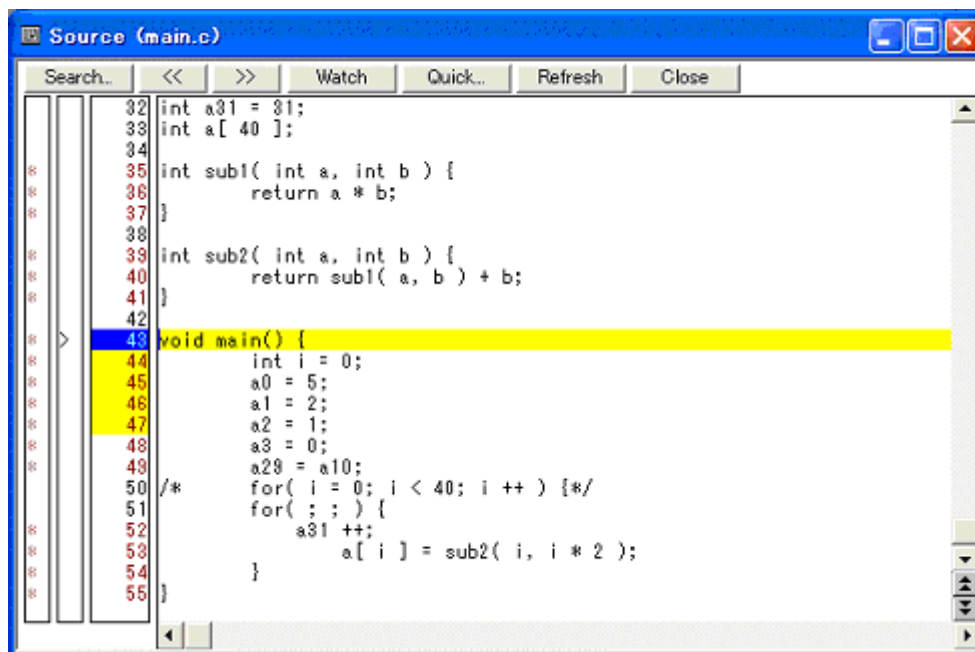 Source (main.c)
Search.. << >> Watch Quick... Refresh Close
32 int a31 = 31;
33 int a[ 40 ];
34
* 35 int sub1( int a, int b ) {
* 36 return a * b;
* 37 }
38
* 39 int sub2( int a, int b ) {
* 40 return sub1( a, b ) + b;
* 41 }
42
* > 43 void main() {
* 44 int i = 0;
* 45 a0 = 5;
* 46 a1 = 2;
* 47 a2 = 1;
* 48 a3 = 0;
* 49 a29 = a10;
50 /* for( i = 0; i < 40; i ++ ) {*/
51 for( ; ; ) {
* 52 a31 ++;
* 53 a[ i ] = sub2( i, i * 2 );
* 54 }
* 55 }